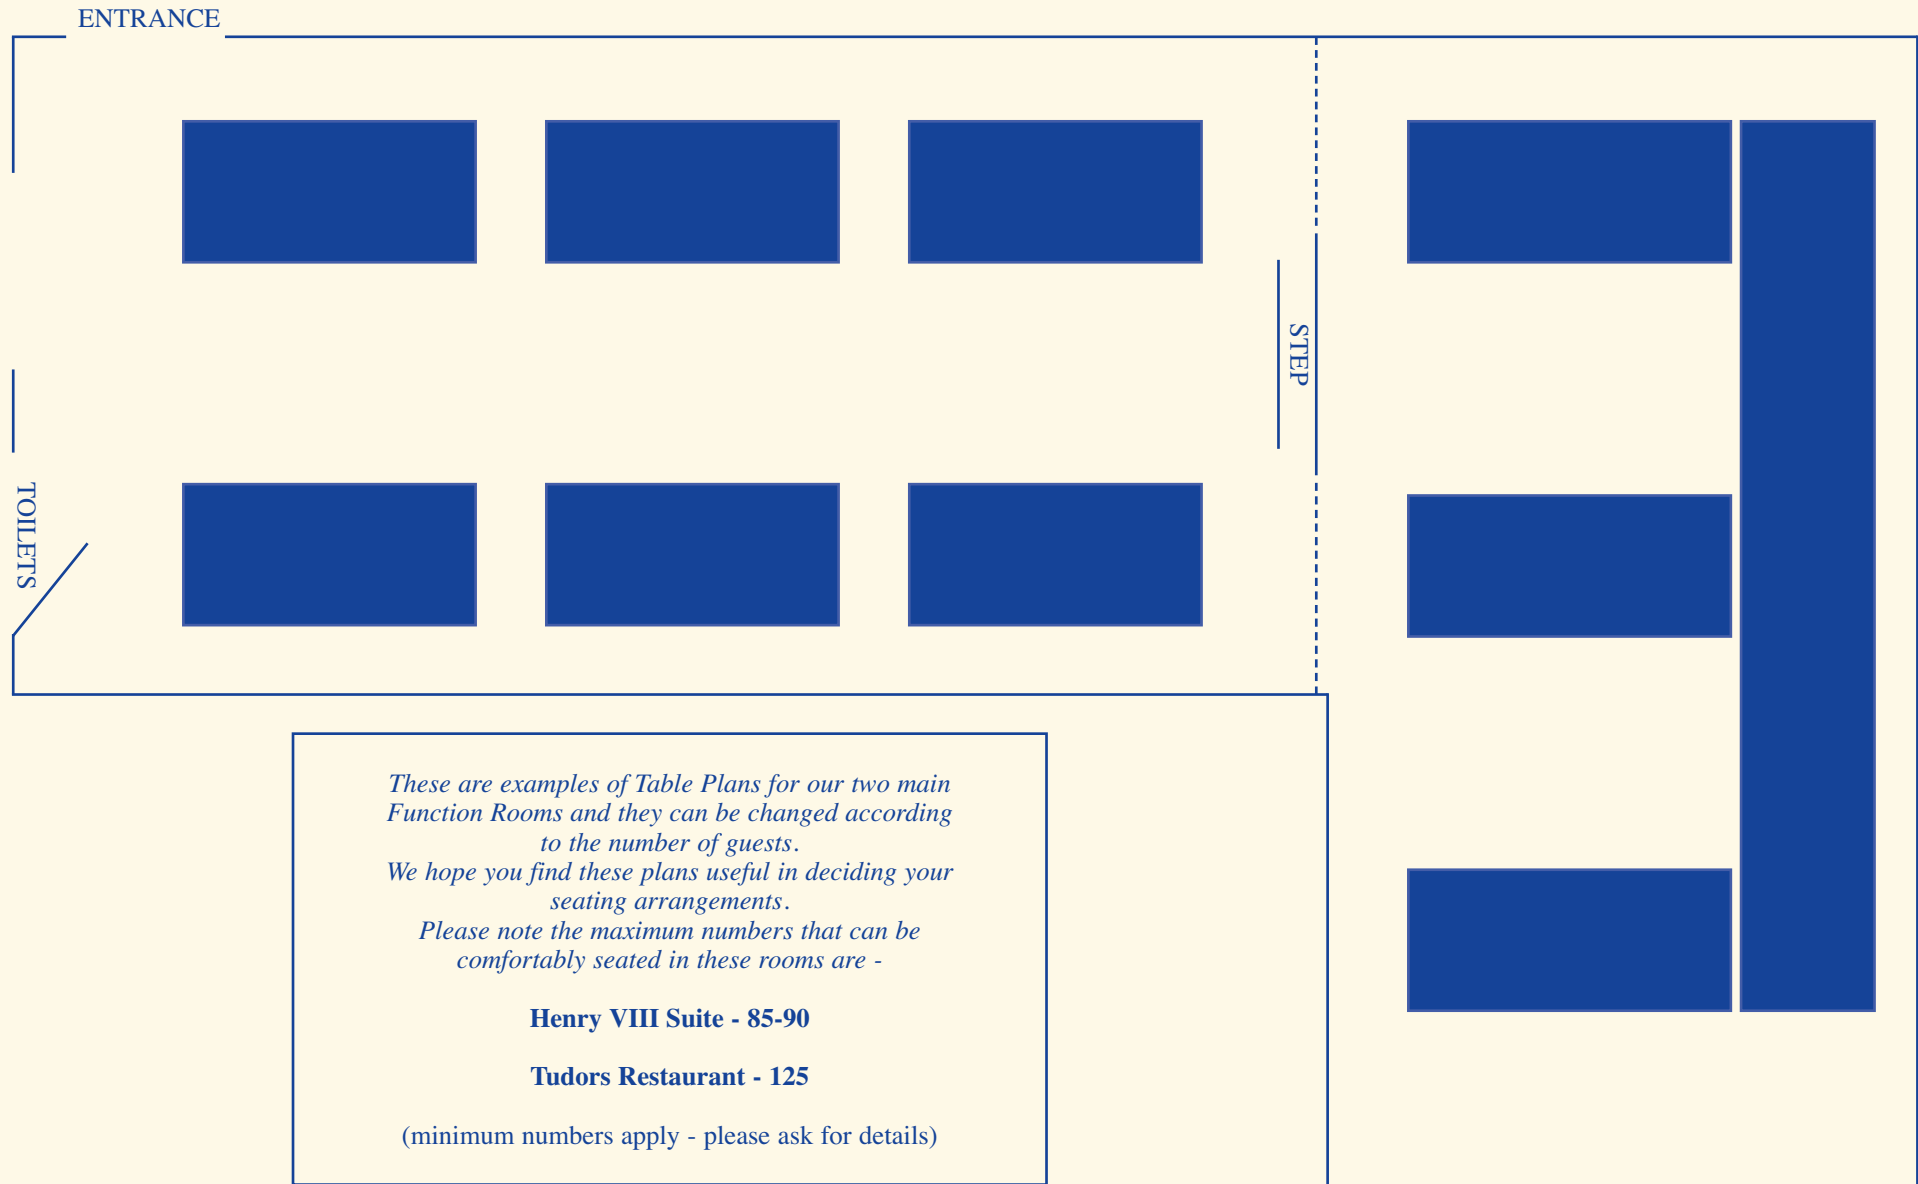 ENTRANCE
STEP
TOILETS
These are examples of Table Plans for our two main
Function Rooms and they can be changed according
to the number of guests.
We hope you find these plans useful in deciding your
seating arrangements.
Please note the maximum numbers that can be
comfortably seated in these rooms are -
Henry VIII Suite - 85-90
Tudors Restaurant - 125
(minimum numbers apply - please ask for details)